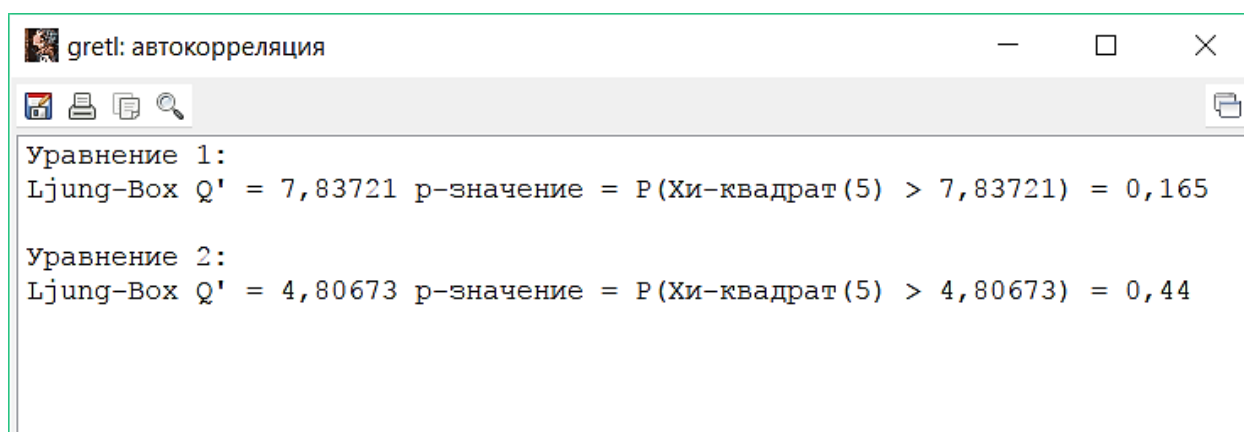 gretl: автокорреляция
Уравнение 1:
Ljung-Box Q' = 7,83721 p-значение = P(Хи-квадрат(5) > 7,83721) = 0,165
Уравнение 2:
Ljung-Box Q' = 4,80673 p-значение = P(Хи-квадрат(5) > 4,80673) = 0,44